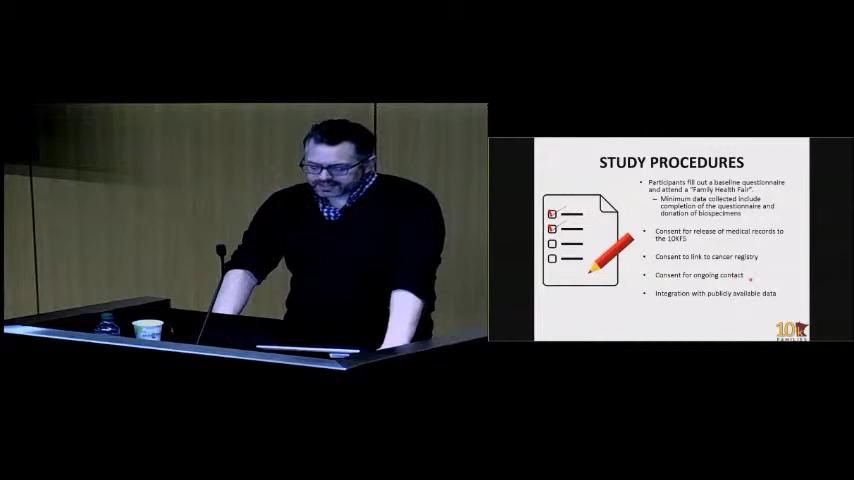 STUDY PROCEDURES
• Participants fill out a baseline questionnaire
and attend a "Family Health Fair".
– Minimum data collected include
completion of the questionnaire and
donation of biospecimens
• Consent for release of medical records to
the 10KFS
• Consent to link to cancer registry
• Consent for ongoing contact
• Integration with publicly available data
10K
FAMILIES